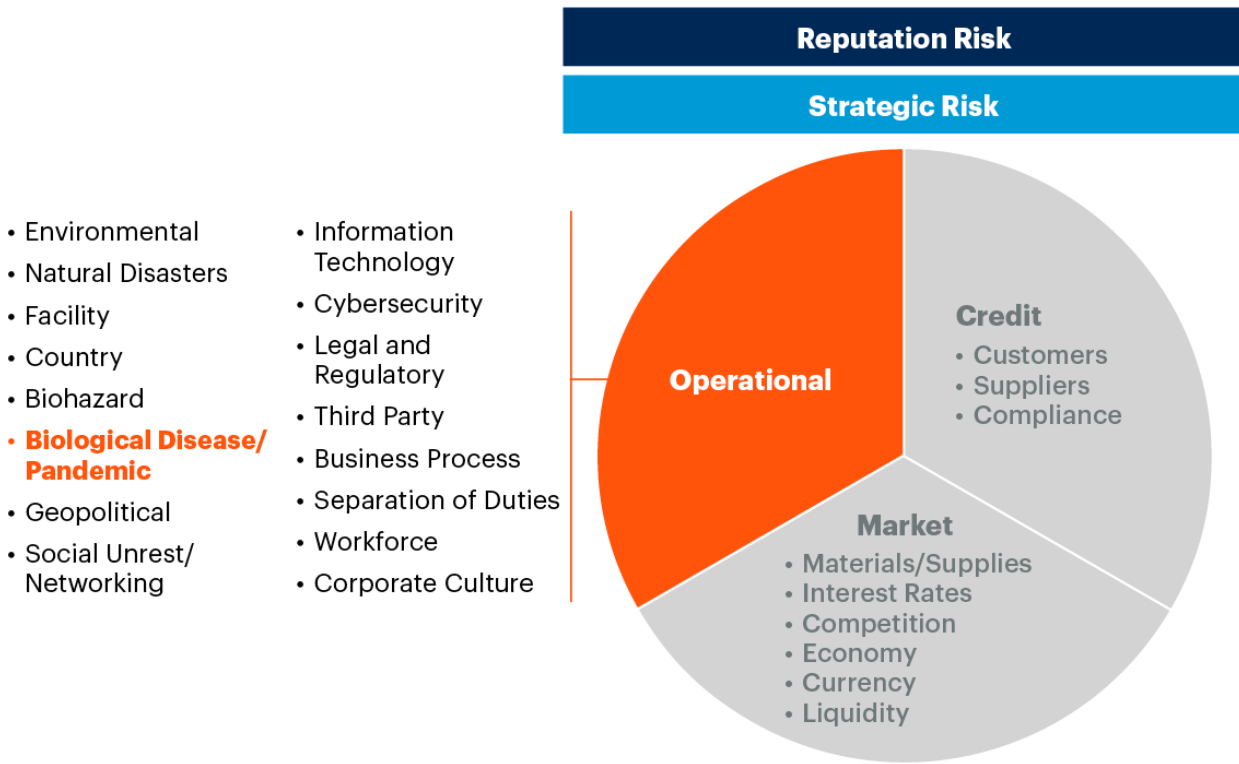 Reputation Risk
Strategic Risk
• Environmental
• Natural Disasters
• Facility
• Country
• Biohazard
• Biological Disease/
Pandemic
• Geopolitical
• Social Unrest/
Networking
• Information
Technology
• Cybersecurity
• Legal and
Regulatory
• Third Party
• Business Process
• Separation of Duties
• Workforce
• Corporate Culture
Operational
Credit
• Customers
• Suppliers
• Compliance
Market
• Materials/Supplies
• Interest Rates
• Competition
• Economy
• Currency
• Liquidity